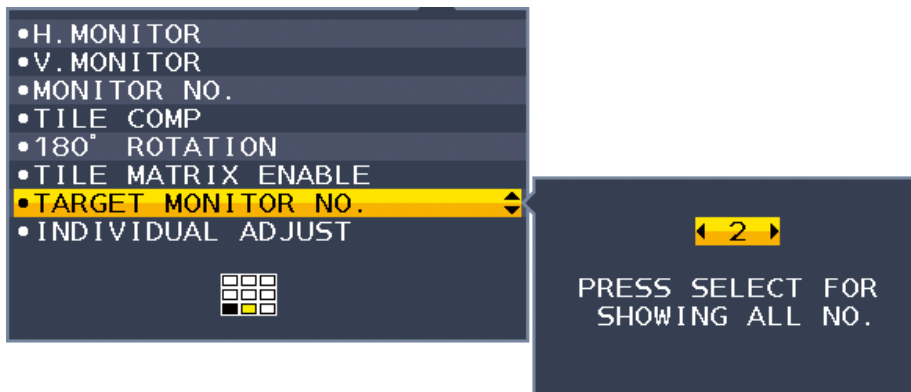 •H.MONITOR
•V.MONITOR
•MONITOR NO.
•TILE COMP
•180° ROTATION
•TILE MATRIX ENABLE
•TARGET MONITOR NO.
•INDIVIDUAL ADJUST
2
PRESS SELECT FOR
SHOWING ALL NO.